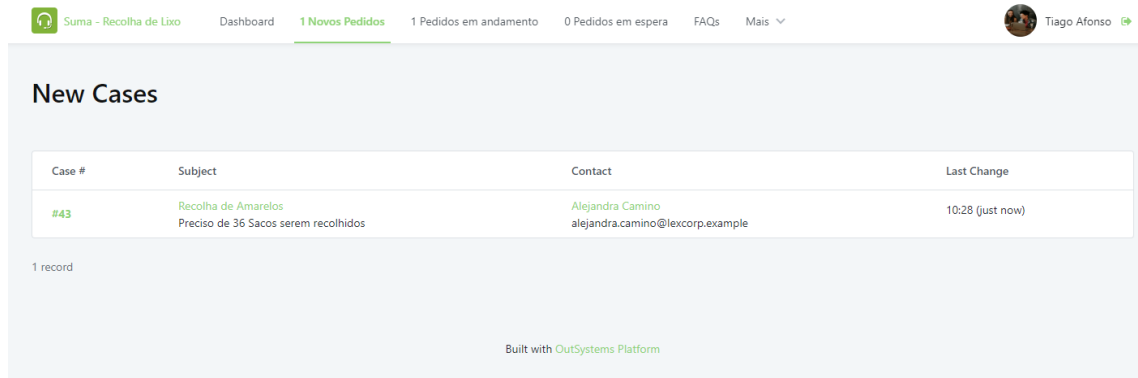 Suma - Recolha de Lixo Dashboard 1 Novos Pedidos 1 Pedidos em andamento 0 Pedidos em espera FAQs Mais Tiago Afonso
New Cases
Case # Subject Contact Last Change
#43 Recolha de Amarelos Alejandra Camino 10:28 (just now)
Preciso de 36 Sacos serem recolhidos alejandra.camino@lexcorp.example
1 record
Built with OutSystems Platform